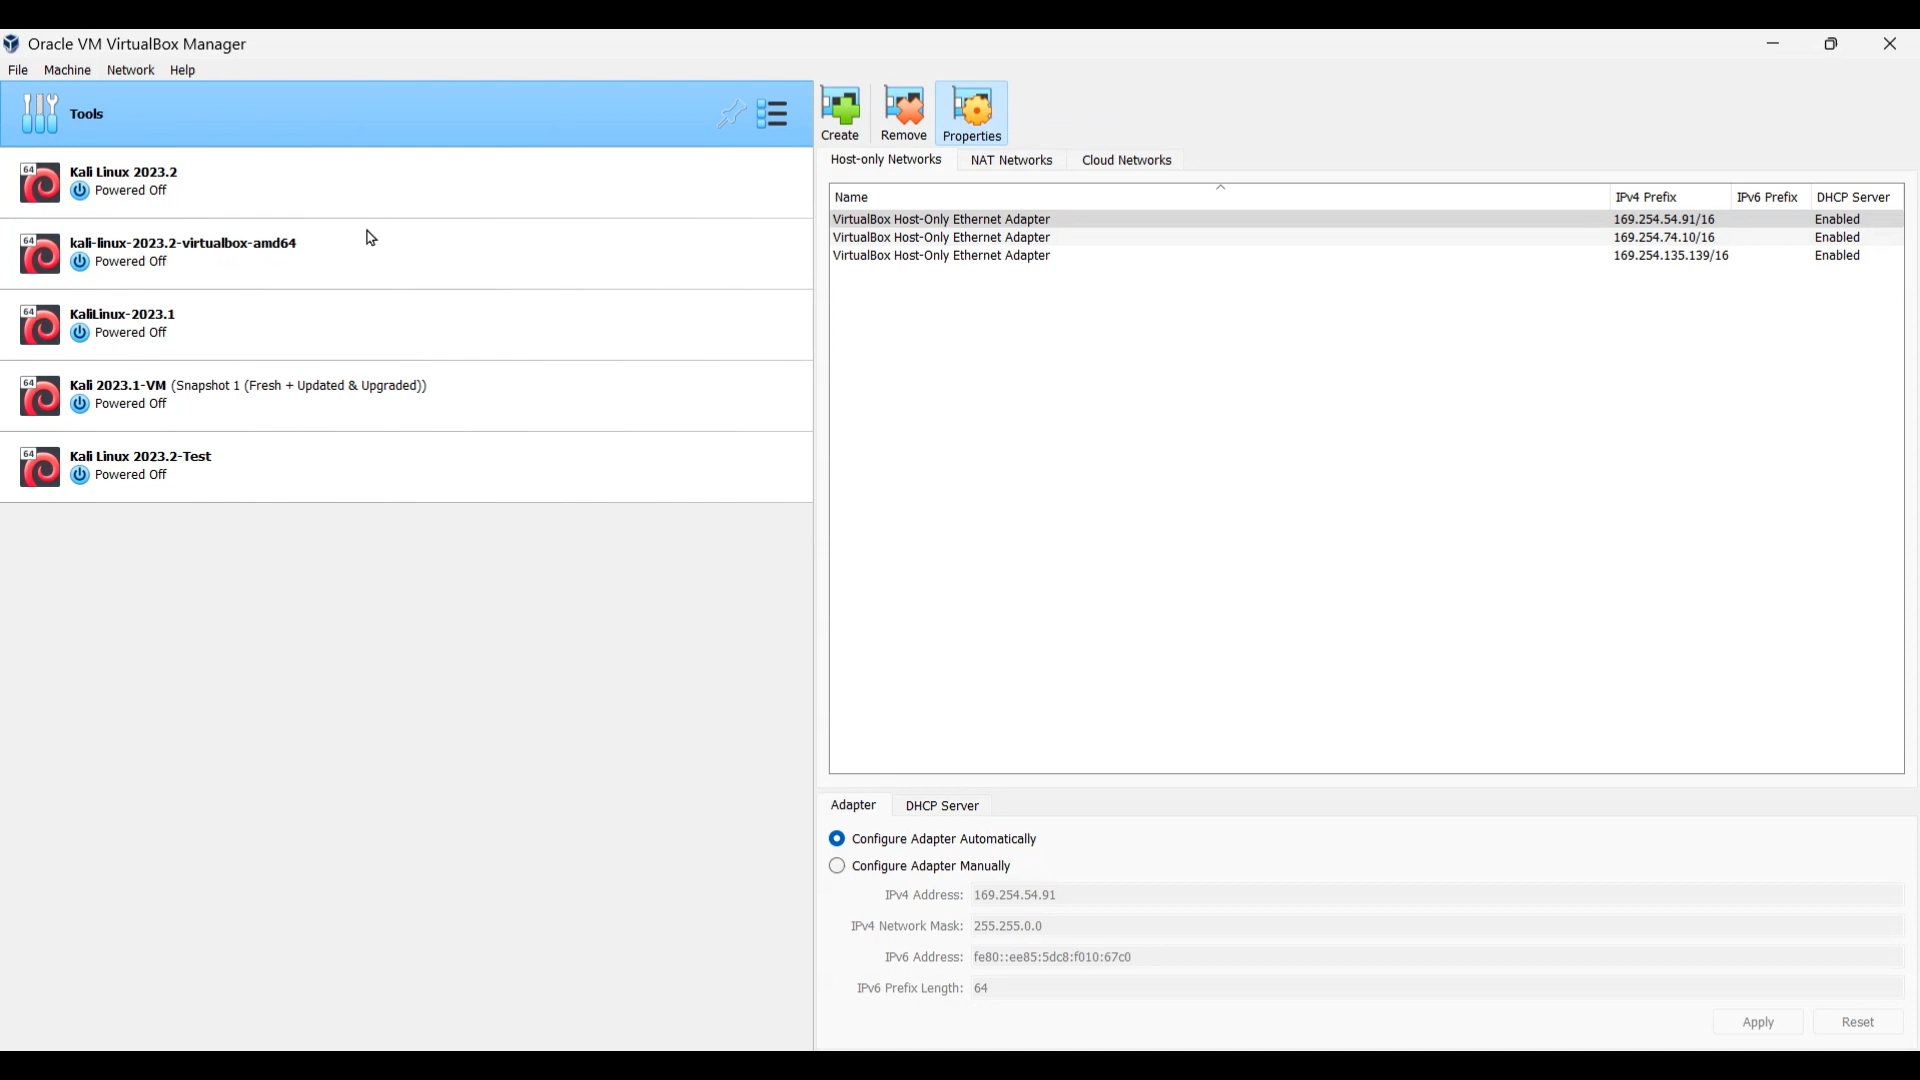 Oracle VM VirtualBox Manager
File Machine Network Help
Tools
64 Kali Linux 2023.2
Powered Off
64 kali-linux-2023.2-virtualbox-amd64
Powered Off
64 KaliLinux-2023.1
Powered Off
64 Kali 2023.1-VM (Snapshot 1 (Fresh + Updated & Upgraded))
Powered Off
64 Kali Linux 2023.2-Test
Powered Off
Create Remove Properties
Host-only Networks NAT Networks Cloud Networks
Name IPv4 Prefix IPv6 Prefix DHCP Server
VirtualBox Host-Only Ethernet Adapter 169.254.54.91/16 Enabled
VirtualBox Host-Only Ethernet Adapter 169.254.74.10/16 Enabled
VirtualBox Host-Only Ethernet Adapter 169.254.135.139/16 Enabled
Adapter DHCP Server
Configure Adapter Automatically
Configure Adapter Manually
IPv4 Address: 169.254.54.91
IPv4 Network Mask: 255.255.0.0
IPv6 Address: fe80::ee85:5dc8:f010:67c0
IPv6 Prefix Length: 64
Apply Reset